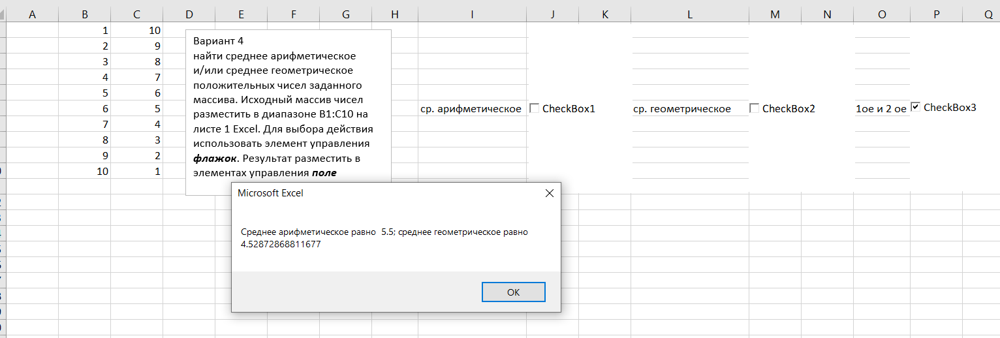 A B C D E F G H I J K L M N O P Q
1 10
2 9
3 8
4 7
5 6
6 5
7 4
8 3
9 2
10 1
Вариант 4
найти среднее арифметическое
и/или среднее геометрическое
положительных чисел заданного
массива. Исходный массив чисел
разместить в диапазоне B1:C10 на
листе 1 Excel. Для выбора действия
использовать элемент управления
флажок. Результат разместить в
элементах управления поле
ср. арифметическое CheckBox1 ср. геометрическое CheckBox2 1ое и 2 ое CheckBox3
Microsoft Excel
Среднее арифметическое равно 5.5; среднее геометрическое равно
4.52872868811677
OK